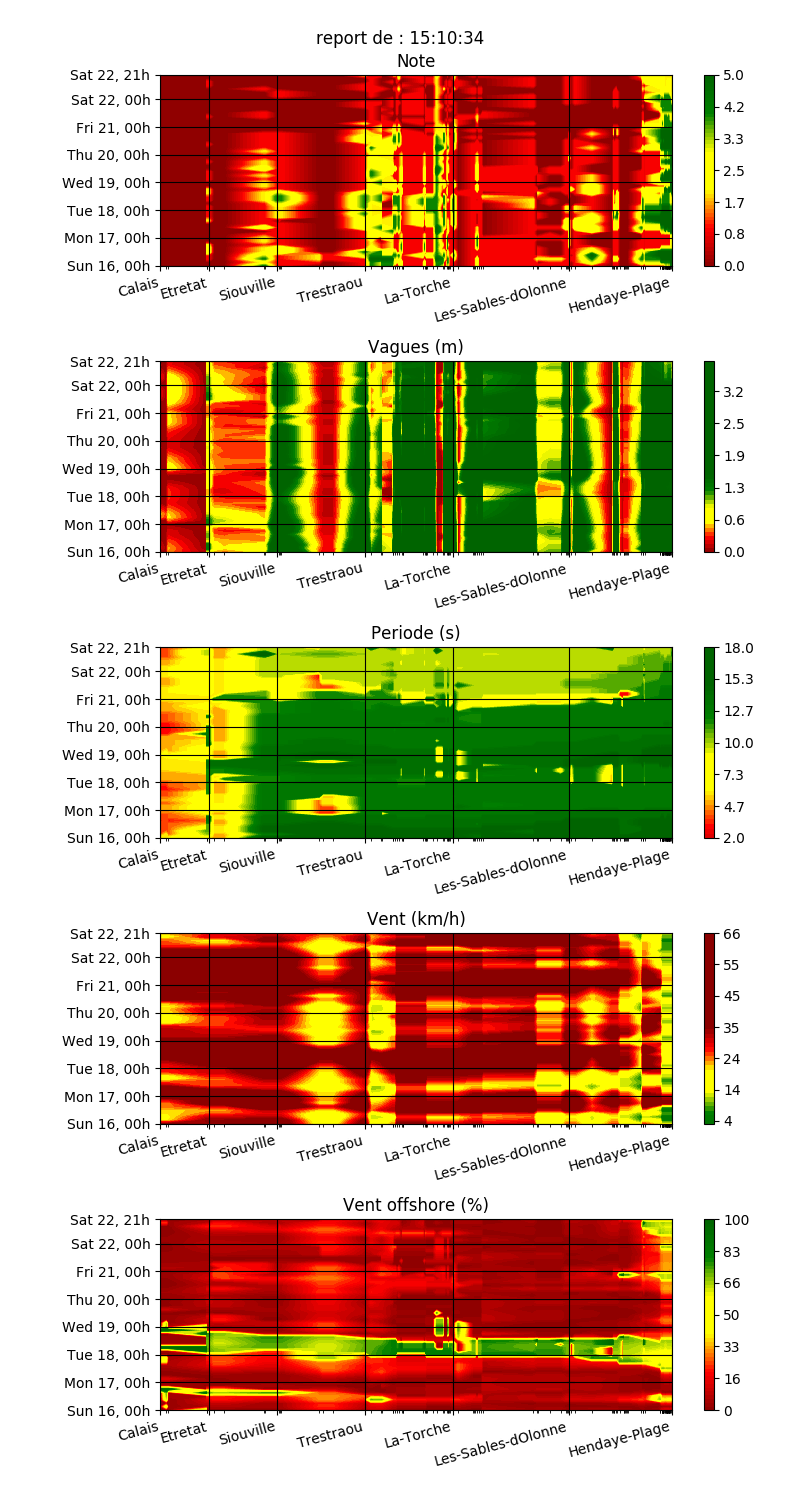 report de : 15:10:34
Note
Sat 22, 21h
Sat 22, 00h
Fri 21, 00h
Thu 20, 00h
Wed 19, 00h
Tue 18, 00h
Mon 17, 00h
Sun 16, 00h
5.0
4.2
3.3
2.5
1.7
0.8
0.0
Calais Etretat Siouville Trestraou La-Torche Les-Sables-dOlonne Hendaye-Plage
Vagues (m)
Sat 22, 21h
Sat 22, 00h
Fri 21, 00h
Thu 20, 00h
Wed 19, 00h
Tue 18, 00h
Mon 17, 00h
Sun 16, 00h
3.2
2.5
1.9
1.3
0.6
0.0
Calais Etretat Siouville Trestraou La-Torche Les-Sables-dOlonne Hendaye-Plage
Periode (s)
Sat 22, 21h
Sat 22, 00h
Fri 21, 00h
Thu 20, 00h
Wed 19, 00h
Tue 18, 00h
Mon 17, 00h
Sun 16, 00h
18.0
15.3
12.7
10.0
7.3
4.7
2.0
Calais Etretat Siouville Trestraou La-Torche Les-Sables-dOlonne Hendaye-Plage
Vent (km/h)
Sat 22, 21h
Sat 22, 00h
Fri 21, 00h
Thu 20, 00h
Wed 19, 00h
Tue 18, 00h
Mon 17, 00h
Sun 16, 00h
66
55
45
35
24
14
4
Calais Etretat Siouville Trestraou La-Torche Les-Sables-dOlonne Hendaye-Plage
Vent offshore (%)
Sat 22, 21h
Sat 22, 00h
Fri 21, 00h
Thu 20, 00h
Wed 19, 00h
Tue 18, 00h
Mon 17, 00h
Sun 16, 00h
100
83
66
50
33
16
0
Calais Etretat Siouville Trestraou La-Torche Les-Sables-dOlonne Hendaye-Plage